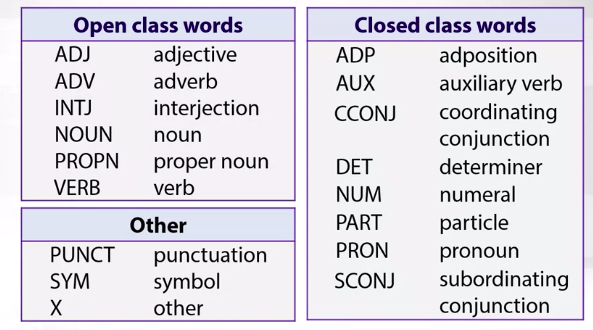 Open class words
ADJ adjective
ADV adverb
INTJ interjection
NOUN noun
PROPN proper noun
VERB verb
Other
PUNCT punctuation
SYM symbol
X other
Closed class words
ADP adposition
AUX auxiliary verb
CCONJ coordinating
conjunction
DET determiner
NUM numeral
PART particle
PRON pronoun
SCONJ subordinating
conjunction